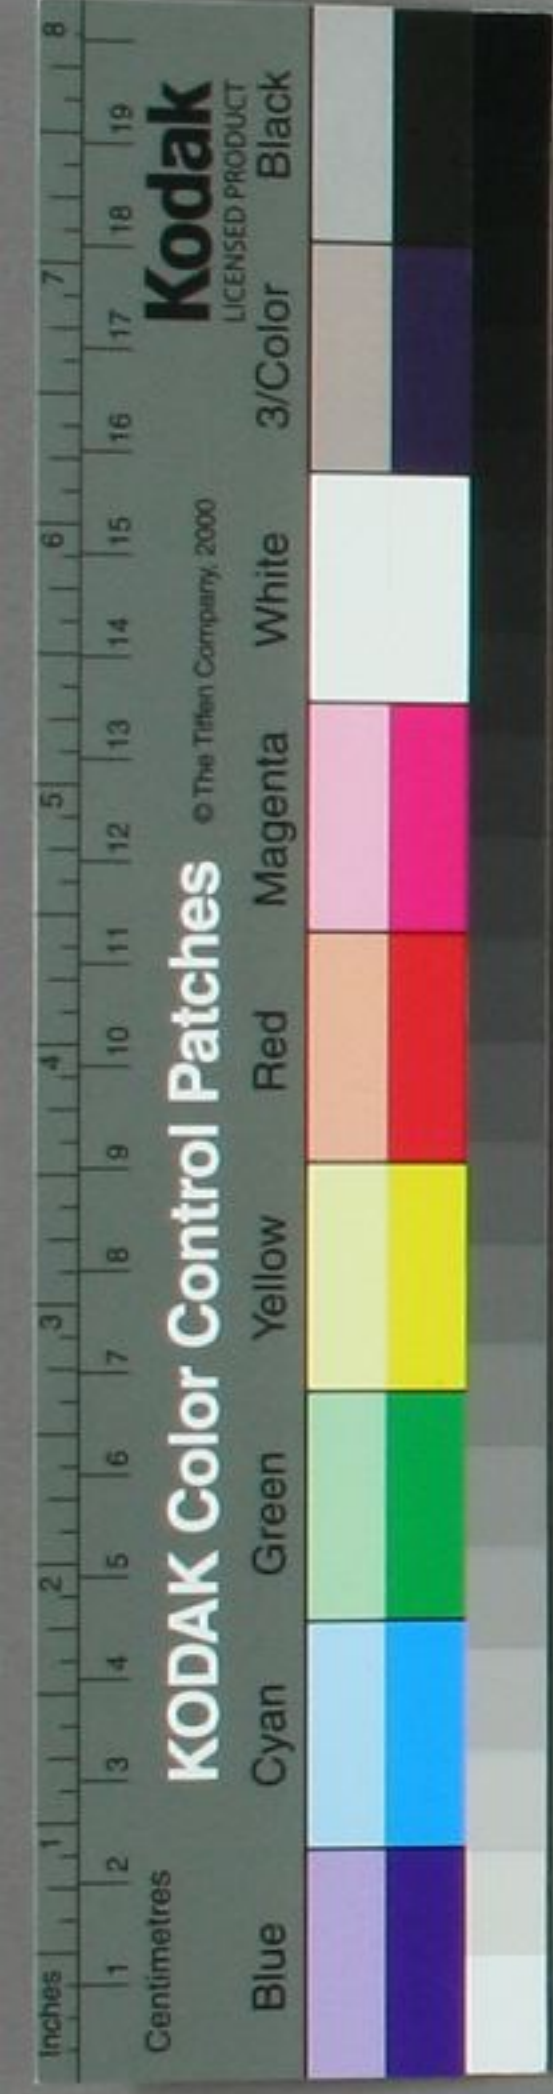 Inches 1 2 3 4 5 6 7 8
1 2 3 4 5 6 7 8 9 10 11 12 13 14 15 16 17 18 19
Centimetres
KODAK Color Control Patches © The Tiffen Company, 2000 Kodak
LICENSED PRODUCT
Blue Cyan Green Yellow Red Magenta White 3/Color Black